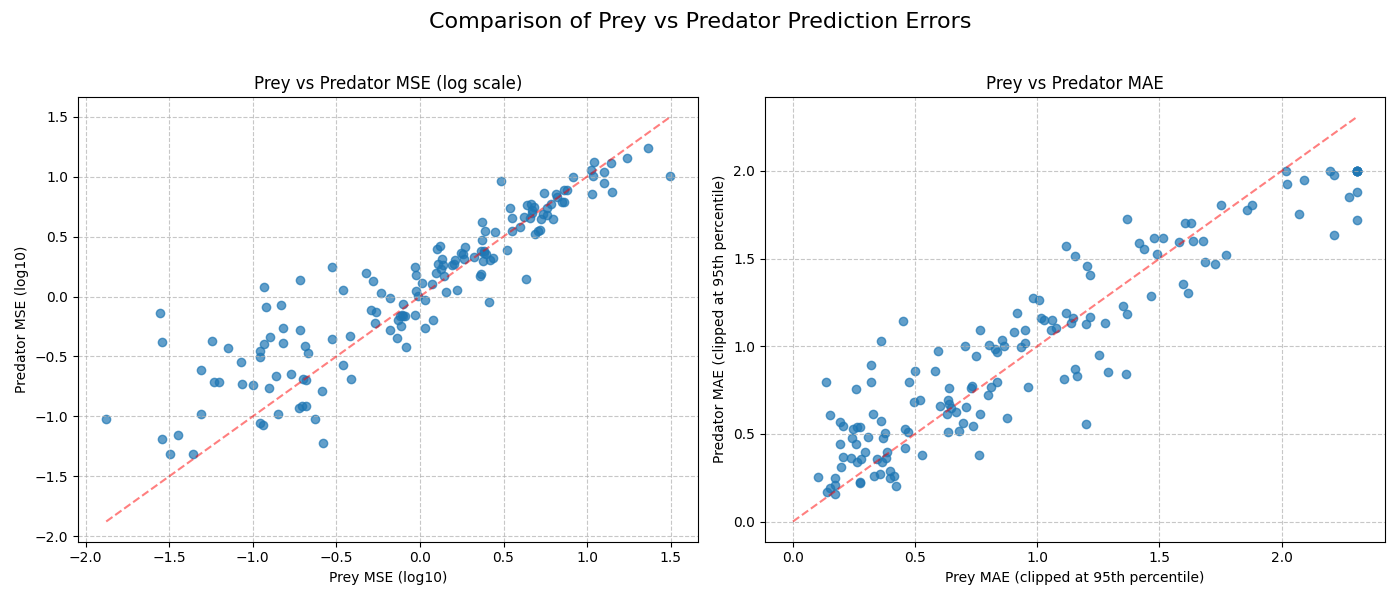 Comparison of Prey vs Predator Prediction Errors
Prey vs Predator MSE (log scale)
Predator MSE (log10)
1.5
1.0
0.5
0.0
−0.5
−1.0
−1.5
−2.0
−2.0 −1.5 −1.0 −0.5 0.0 0.5 1.0 1.5
Prey MSE (log10)
Prey vs Predator MAE
Predator MAE (clipped at 95th percentile)
2.0
1.5
1.0
0.5
0.0
0.0 0.5 1.0 1.5 2.0
Prey MAE (clipped at 95th percentile)